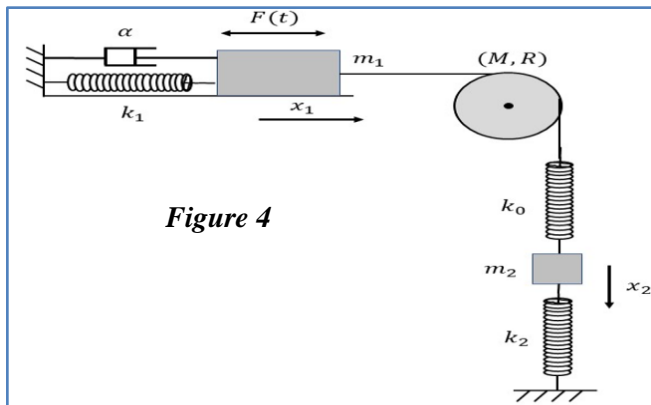 α
F(t)
m₁
(M, R)
k₁
x₁
Figure 4
k₀
m₂
x₂
k₂